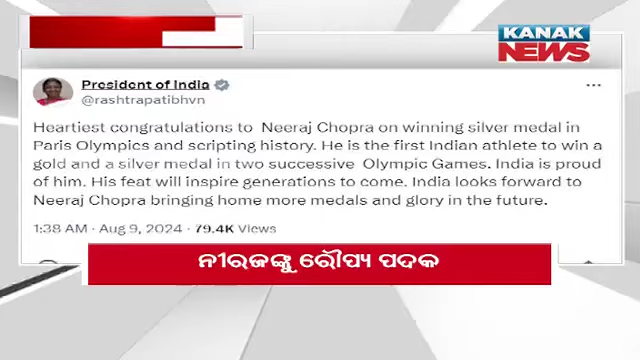 KANAK
NEWS
President of India
@rashtrapatibhvn
Heartiest congratulations to Neeraj Chopra on winning silver medal in
Paris Olympics and scripting history. He is the first Indian athlete to win a
gold and a silver medal in two successive Olympic Games. India is proud
of him. His feat will inspire generations to come. India looks forward to
Neeraj Chopra bringing home more medals and glory in the future.
1:38 AM · Aug 9, 2024 · 79.4K Views
ନୀରଜଙ୍କୁ ରୌପ୍ୟ ପଦକ